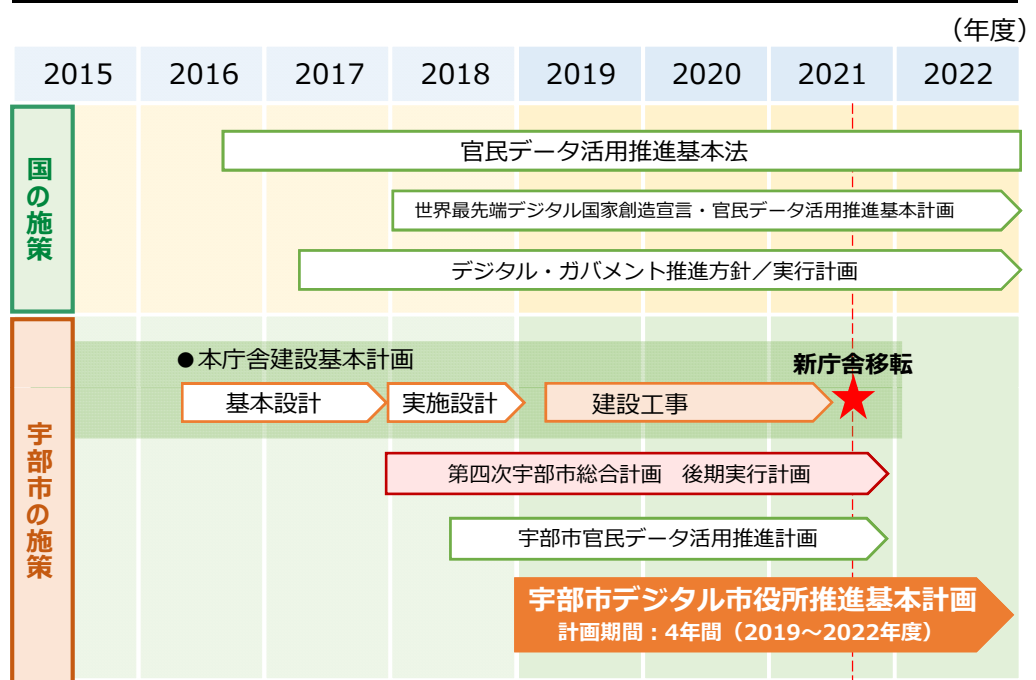 （年度）
2015 2016 2017 2018 2019 2020 2021 2022
国の施策
官民データ活用推進基本法
世界最先端デジタル国家創造宣言・官民データ活用推進基本計画
デジタル・ガバメント推進方針／実行計画
宇部市の施策
●本庁舎建設基本計画
新庁舎移転
基本設計 実施設計 建設工事
第四次宇部市総合計画　後期実行計画
宇部市官民データ活用推進計画
宇部市デジタル市役所推進基本計画
計画期間：4年間（2019～2022年度）